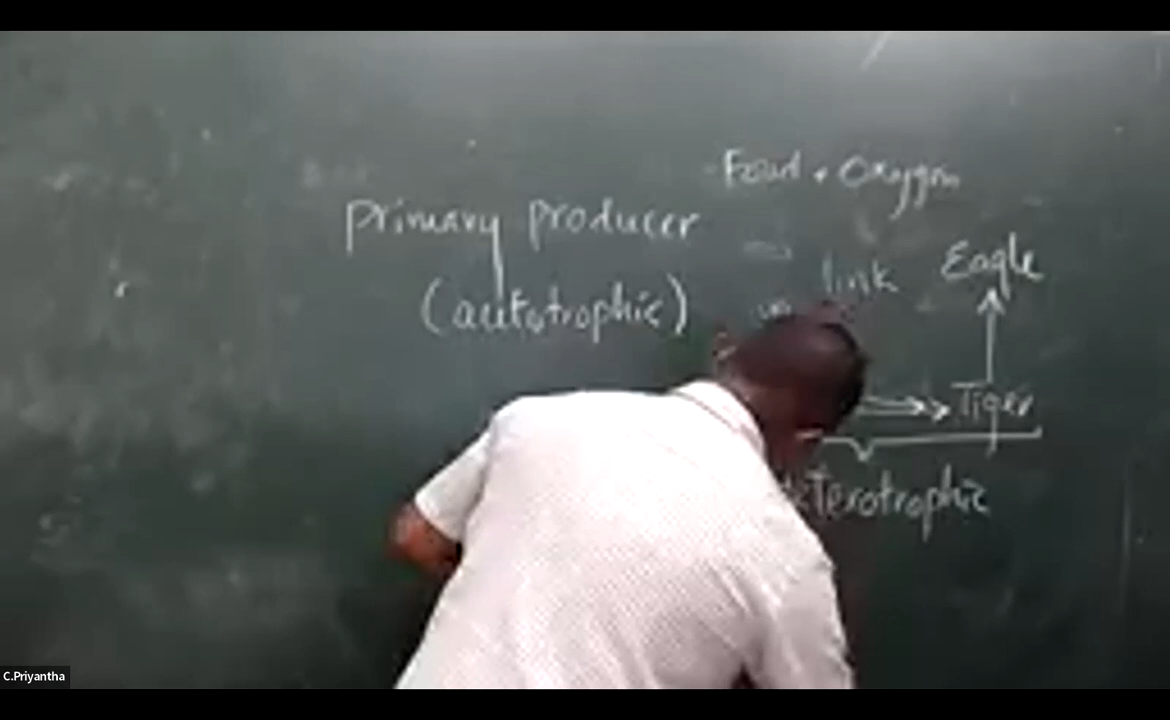 Food + Oxygen
primary producer
link
Eagle
(autotrophic)
Tiger
eterotrophic
C.Priyantha